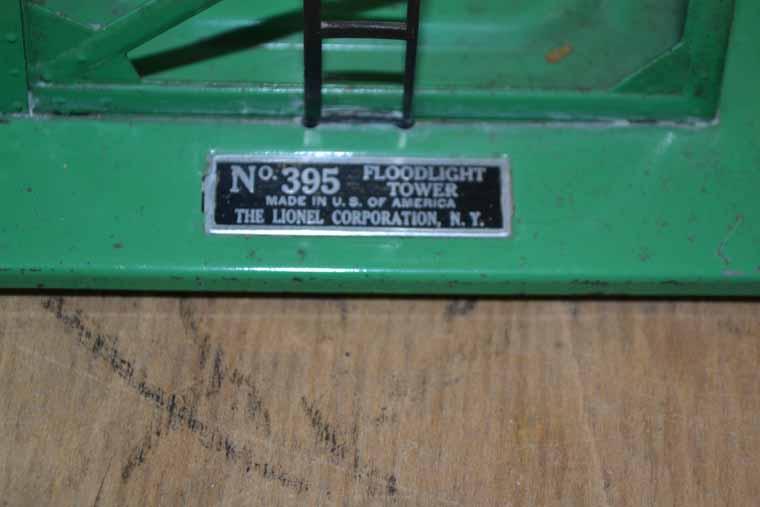 No. 395 FLOODLIGHT TOWER
MADE IN U. S. OF AMERICA
THE LIONEL CORPORATION, N. Y.